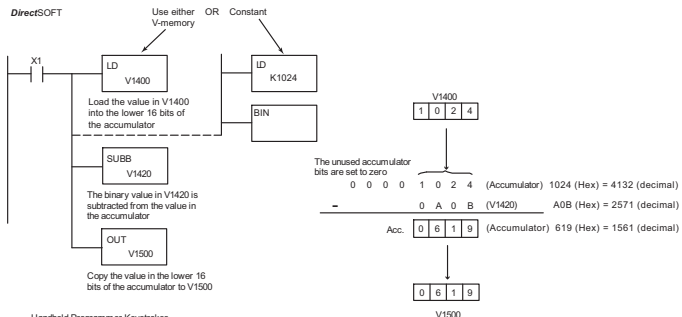 DirectSOFT
Use either OR Constant
V-memory
X1
LD
V1400
Load the value in V1400
into the lower 16 bits of
the accumulator
LD
K1024
BIN
SUBB
V1420
The binary value in V1420 is
subtracted from the value in
the accumulator
OUT
V1500
Copy the value in the lower 16
bits of the accumulator to V1500
V1400
1 0 2 4
The unused accumulator
bits are set to zero
0 0 0 0 1 0 2 4 (Accumulator) 1024 (Hex) = 4132 (decimal)
– 0 A 0 B (V1420) A0B (Hex) = 2571 (decimal)
Acc. 0 6 1 9 (Accumulator) 619 (Hex) = 1561 (decimal)
0 6 1 9
V1500
Handheld Programmer Keystrokes